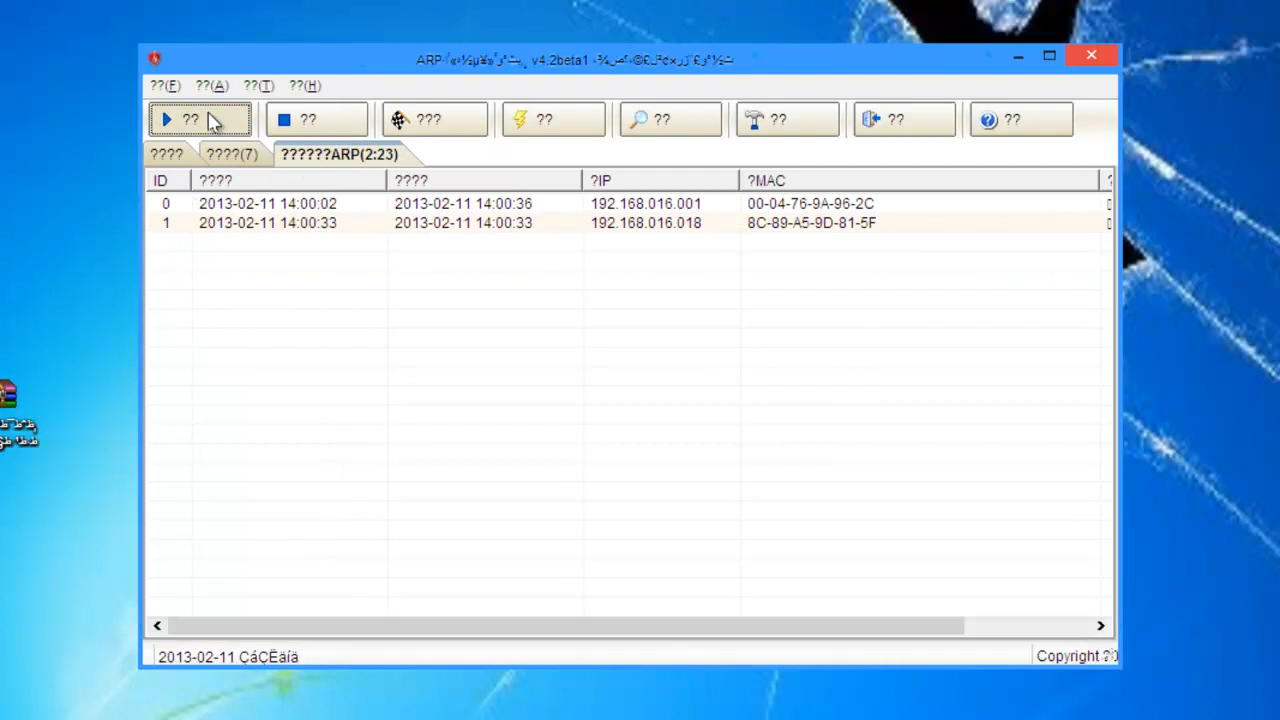 v4.2beta1
??(F) ??(A) ??(T) ??(H)
?? ?? ??? ?? ?? ?? ?? ??
???? ????(7) ??????ARP(2:23)
ID ???? ???? ?IP ?MAC ?
0 2013-02-11 14:00:02 2013-02-11 14:00:36 192.168.016.001 00-04-76-9A-96-2C
1 2013-02-11 14:00:33 2013-02-11 14:00:33 192.168.016.018 8C-89-A5-9D-81-5F
2013-02-11 ÇáÇËäíä Copyright